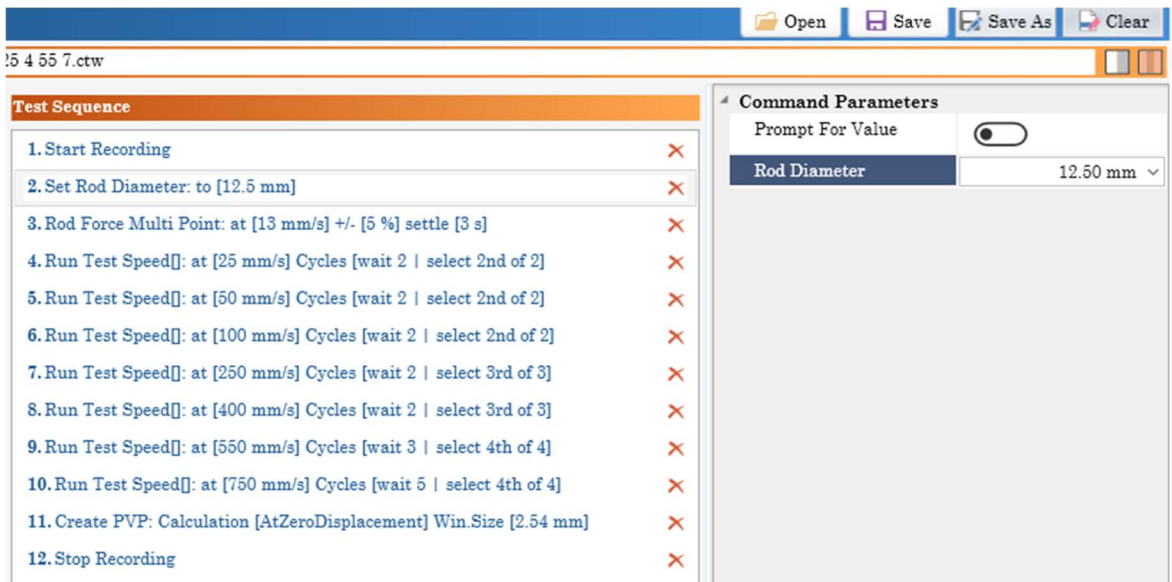 Open Save Save As Clear
25 4 55 7.ctw
Test Sequence
1. Start Recording
2. Set Rod Diameter: to [12.5 mm]
3. Rod Force Multi Point: at [13 mm/s] +/- [5 %] settle [3 s]
4. Run Test Speed[]: at [25 mm/s] Cycles [wait 2 | select 2nd of 2]
5. Run Test Speed[]: at [50 mm/s] Cycles [wait 2 | select 2nd of 2]
6. Run Test Speed[]: at [100 mm/s] Cycles [wait 2 | select 2nd of 2]
7. Run Test Speed[]: at [250 mm/s] Cycles [wait 2 | select 3rd of 3]
8. Run Test Speed[]: at [400 mm/s] Cycles [wait 2 | select 3rd of 3]
9. Run Test Speed[]: at [550 mm/s] Cycles [wait 3 | select 4th of 4]
10. Run Test Speed[]: at [750 mm/s] Cycles [wait 5 | select 4th of 4]
11. Create PVP: Calculation [AtZeroDisplacement] Win.Size [2.54 mm]
12. Stop Recording
Command Parameters
Prompt For Value
Rod Diameter 12.50 mm